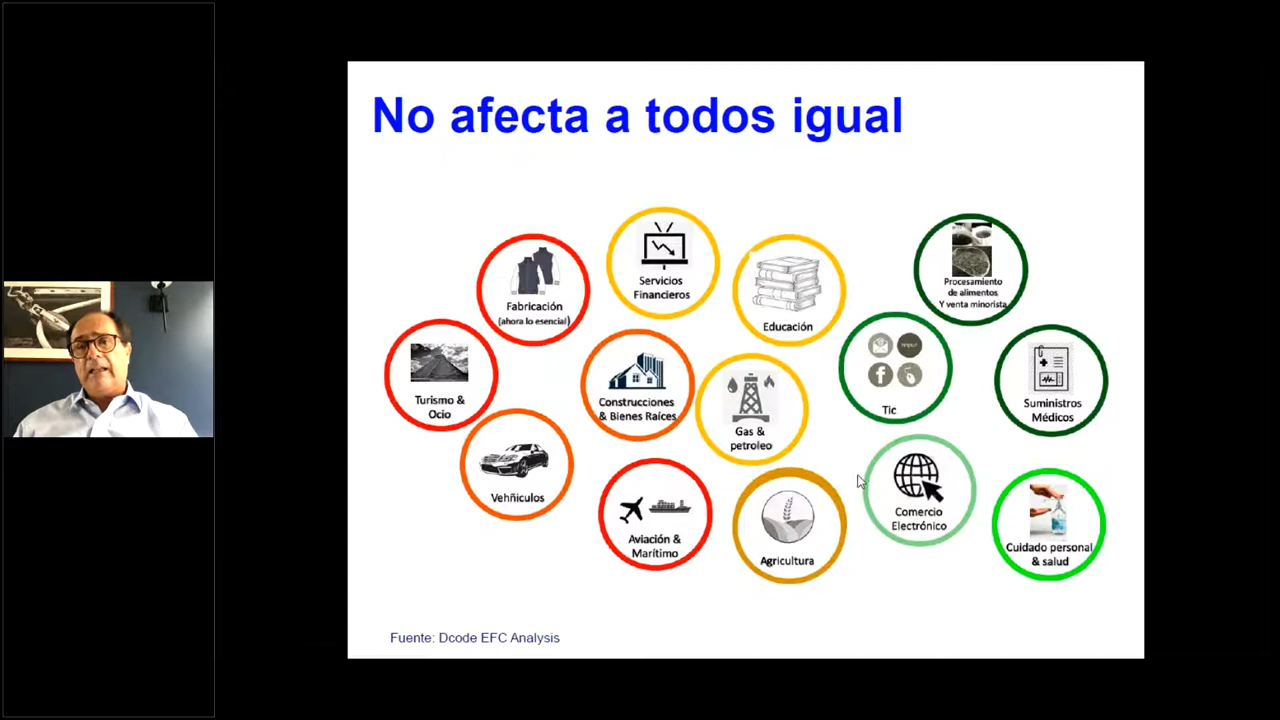 No afecta a todos igual
Fabricación
(ahora lo esencial)
Servicios
Financieros
Educación
Procesamiento
de alimentos
Y venta minorista
Turismo &
Ocio
Construcciones
& Bienes Raíces
Gas &
petroleo
Tic
Suministros
Médicos
Vehñiculos
Aviación &
Marítimo
Agricultura
Comercio
Electrónico
Cuidado personal
& salud
Fuente: Dcode EFC Analysis